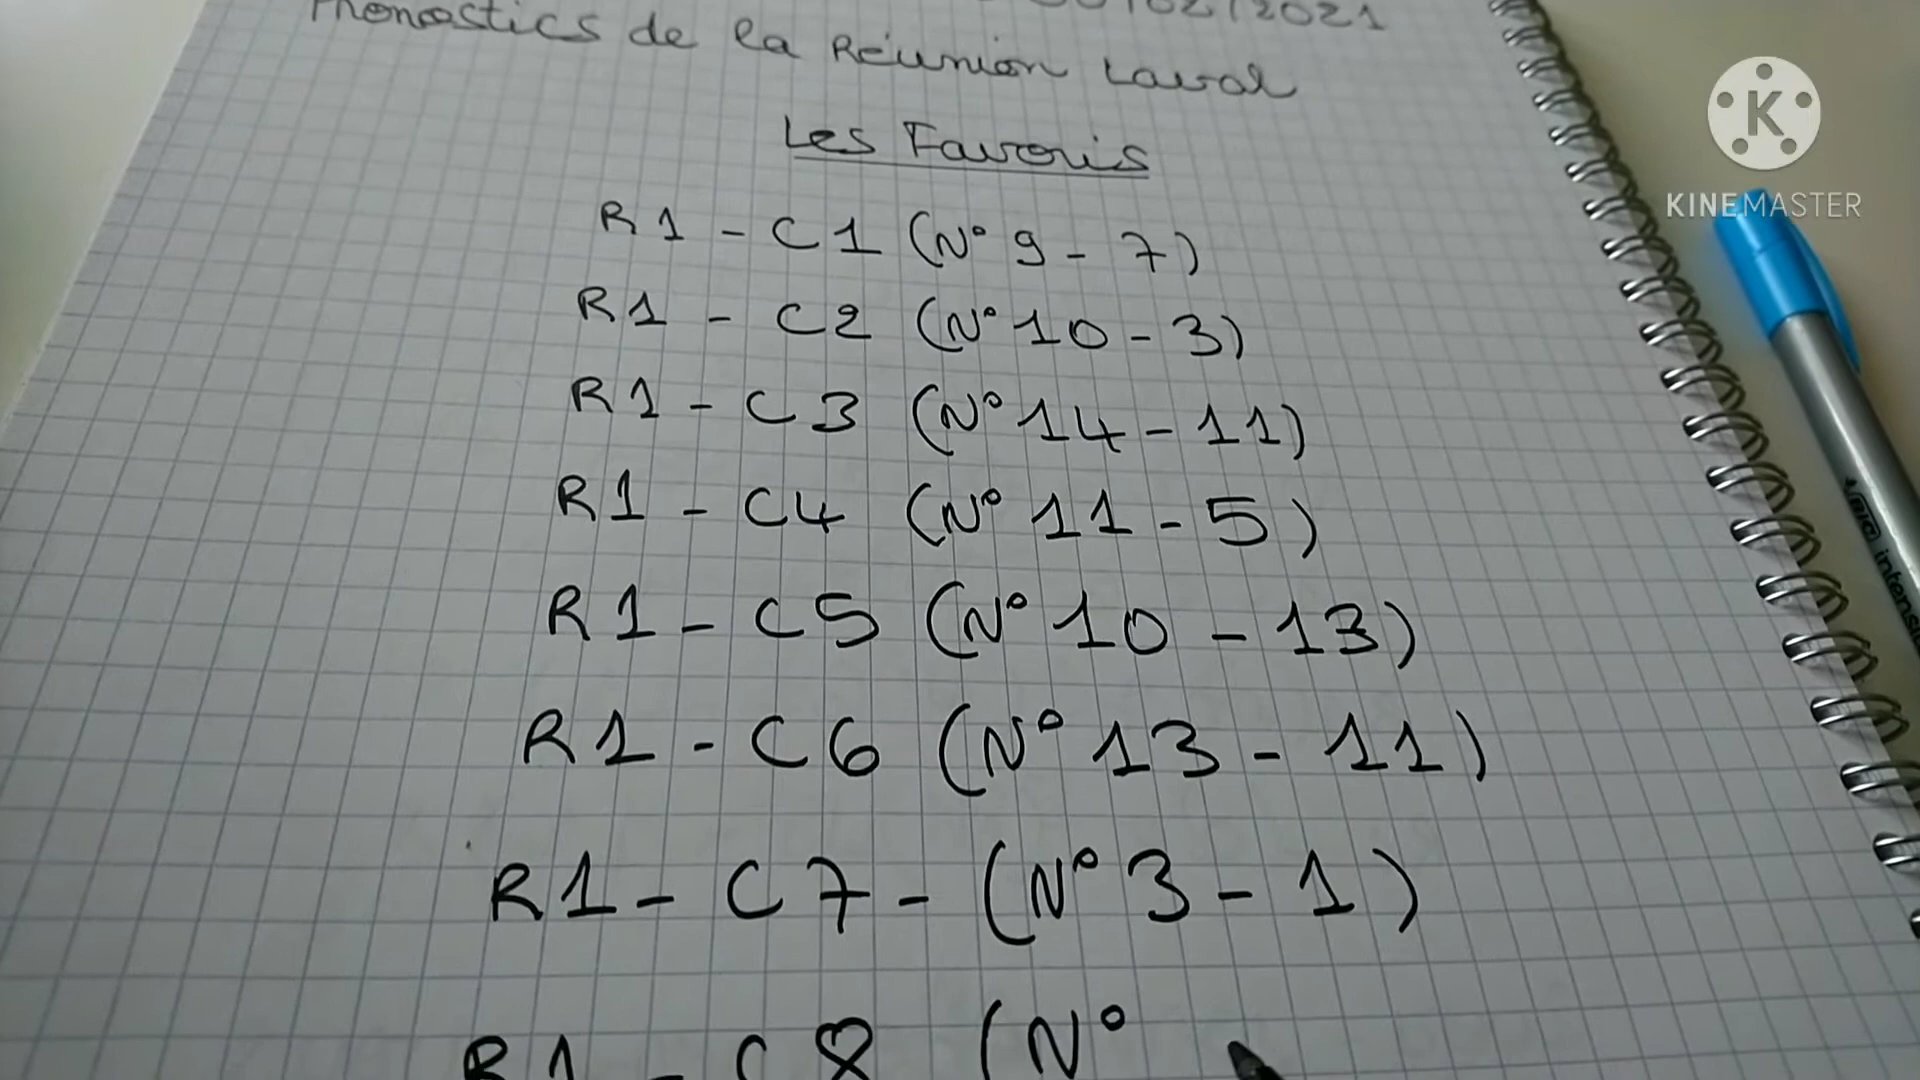 Pronostics de la Réunion Laval
Les Favoris
R1 - C1 (N° 9 - 7)
R1 - C2 (N° 10 - 3)
R1 - C3 (N° 14 - 11)
R1 - C4 (N° 11 - 5)
R1 - C5 (N° 10 - 13)
R1 - C6 (N° 13 - 11)
R1 - C7 - (N° 3 - 1)
R1 - C8 (N°
K
KINEMASTER
BIC intens